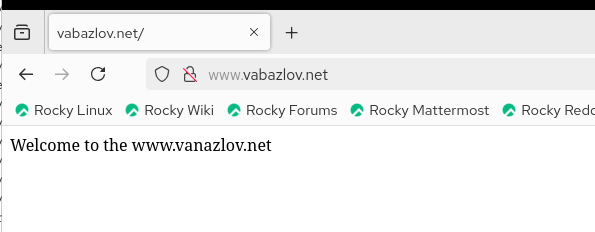 vabazlov.net/
www.vabazlov.net
Rocky Linux Rocky Wiki Rocky Forums Rocky Mattermost Rocky Redd
Welcome to the www.vanazlov.net